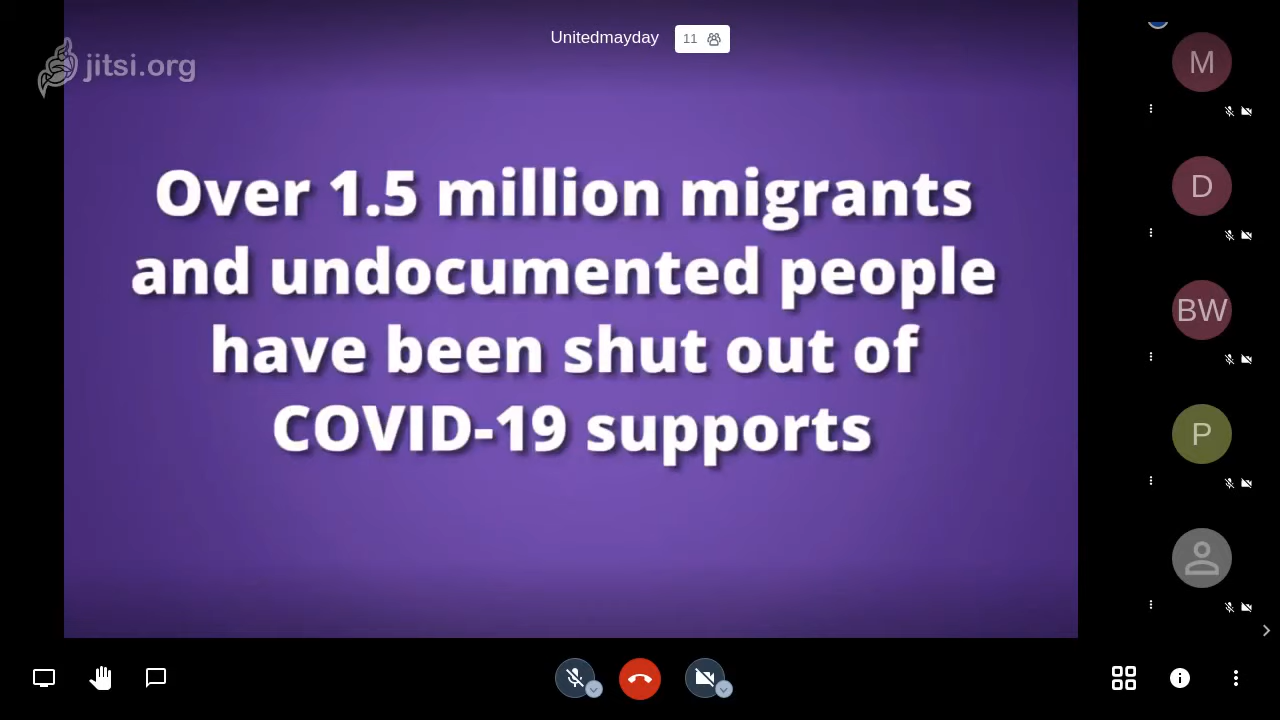 jitsi.org
Unitedmayday 11
M
Over 1.5 million migrants
and undocumented people
have been shut out of
COVID-19 supports
D
BW
P